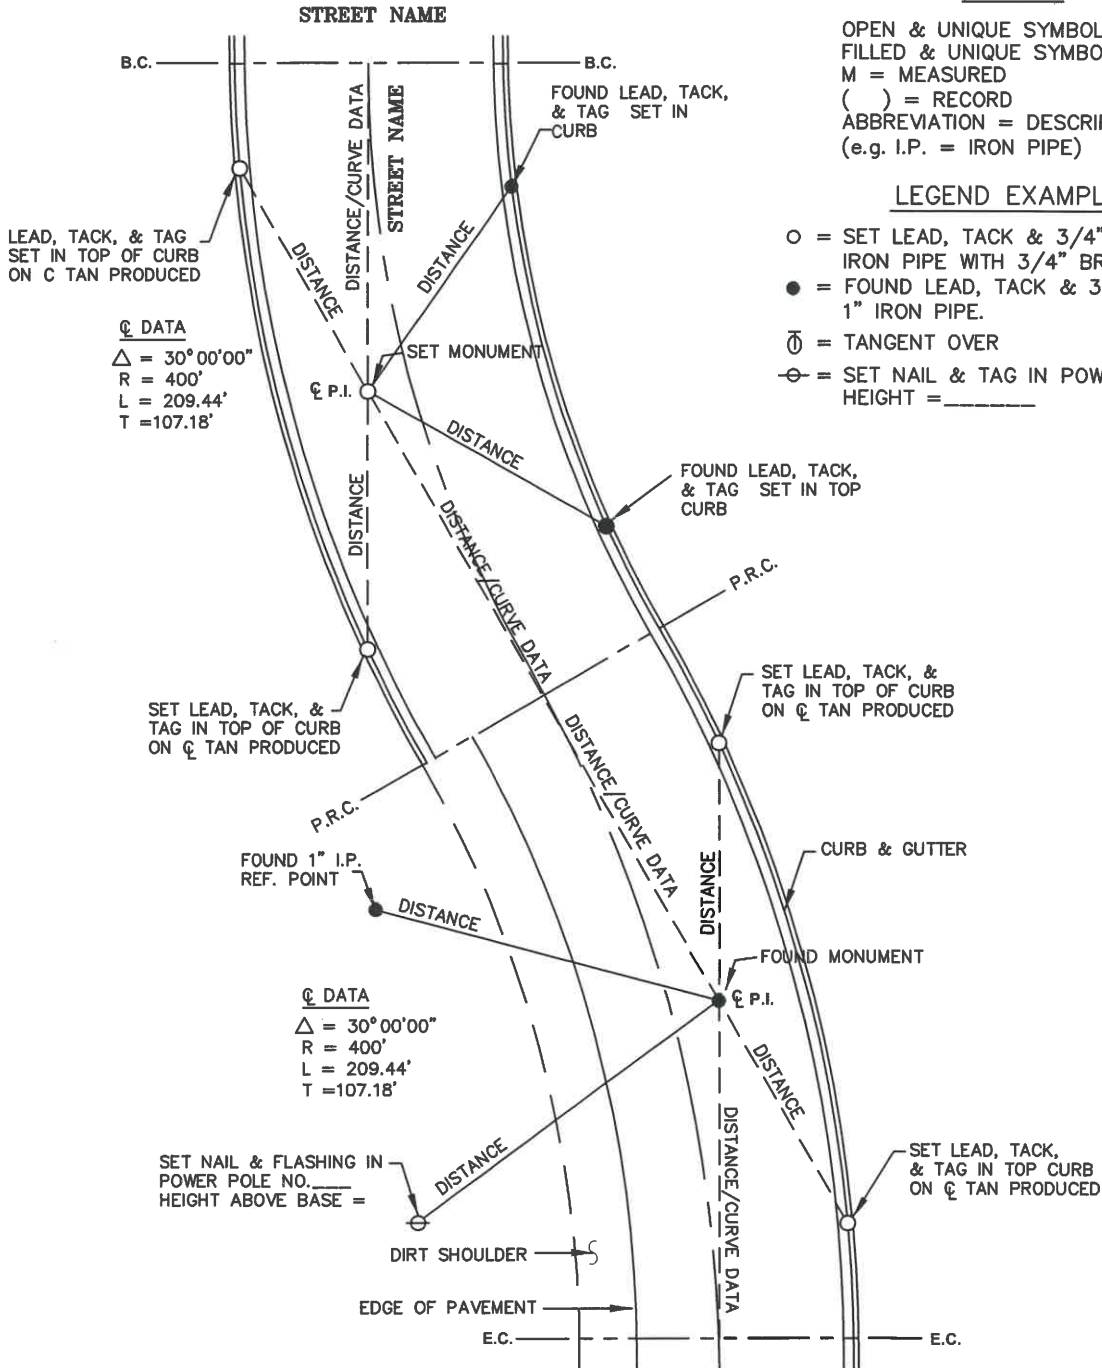 STREET NAME
B.C.
B.C.
DISTANCE/CURVE DATA
STREET NAME
FOUND LEAD, TACK,
& TAG SET IN
CURB
OPEN & UNIQUE SYMBOL
FILLED & UNIQUE SYMBO
M = MEASURED
( ) = RECORD
ABBREVIATION = DESCRI
(e.g. I.P. = IRON PIPE)
LEGEND EXAMPL
O = SET LEAD, TACK & 3/4"
IRON PIPE WITH 3/4" BR
● = FOUND LEAD, TACK & 3
1" IRON PIPE.
= TANGENT OVER
= SET NAIL & TAG IN POW
HEIGHT =______
LEAD, TACK, & TAG
SET IN TOP OF CURB
ON C TAN PRODUCED
DISTANCE
DISTANCE
℄ DATA
△ = 30°00'00"
R = 400'
L = 209.44'
T =107.18'
SET MONUMENT
℄ P.I.
DISTANCE
DISTANCE
FOUND LEAD, TACK,
& TAG SET IN TOP
CURB
DISTANCE/CURVE DATA
P.R.C.
SET LEAD, TACK, &
TAG IN TOP OF CURB
ON ℄ TAN PRODUCED
SET LEAD, TACK, &
TAG IN TOP OF CURB
ON ℄ TAN PRODUCED
P.R.C.
DISTANCE/CURVE DATA
CURB & GUTTER
FOUND 1" I.P.
REF. POINT
DISTANCE
DISTANCE
FOUND MONUMENT
℄ P.I.
℄ DATA
△ = 30°00'00"
R = 400'
L = 209.44'
T =107.18'
DISTANCE
DISTANCE
DISTANCE/CURVE DATA
SET NAIL & FLASHING IN
POWER POLE NO.___
HEIGHT ABOVE BASE =
SET LEAD, TACK,
& TAG IN TOP CURB
ON ℄ TAN PRODUCED
DIRT SHOULDER
EDGE OF PAVEMENT
E.C.
E.C.